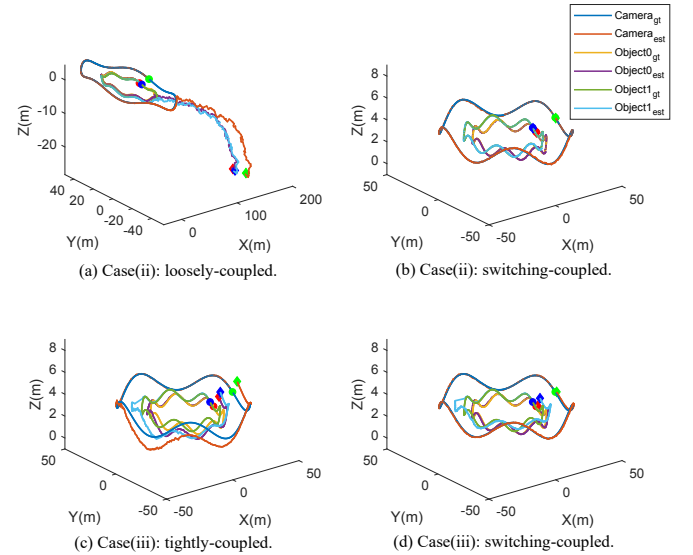 Camera_gt
Camera_est
Object0_gt
Object0_est
Object1_gt
Object1_est
0
-10
-20
Z(m)
40
20
0
-20
-40
Y(m)
0
100
200
X(m)
(a) Case(ii): loosely-coupled.
8
6
4
2
0
Z(m)
50
0
-50
Y(m)
-50
0
50
X(m)
(b) Case(ii): switching-coupled.
8
6
4
2
0
Z(m)
50
0
-50
Y(m)
-50
0
50
X(m)
(c) Case(iii): tightly-coupled.
8
6
4
2
0
Z(m)
50
0
-50
Y(m)
-50
0
50
X(m)
(d) Case(iii): switching-coupled.